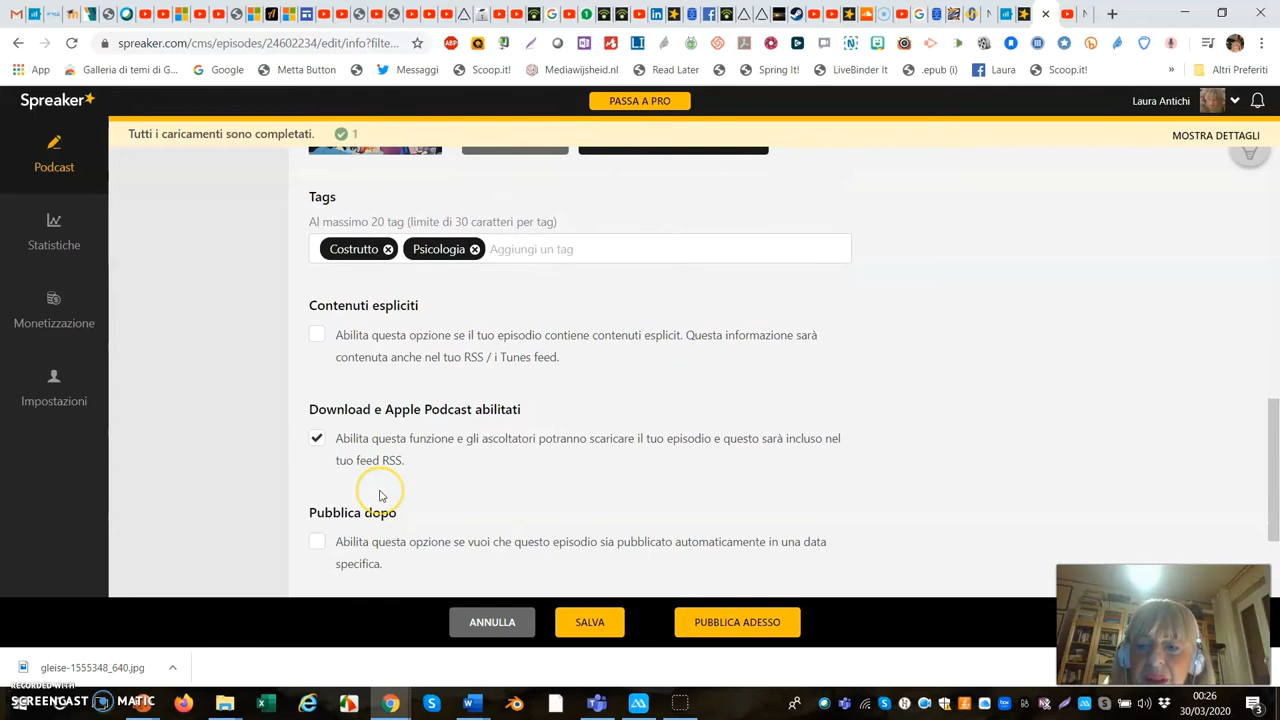 spreaker.com/cms/episodes/24602234/edit/info?filte...
App
Galleria di temi di G...
Google
Metta Button
Messaggi
Scoop.it!
Mediawijsheid.nl
Read Later
Spring It!
LiveBinder It
.epub (i)
Laura
Scoop.it!
»
Altri Preferiti
Spreaker
PASSA A PRO
Laura Antichi
Tutti i caricamenti sono completati. 1
MOSTRA DETTAGLI
Podcast
Statistiche
Monetizzazione
Impostazioni
Tags
Al massimo 20 tag (limite di 30 caratteri per tag)
Costrutto Psicologia Aggiungi un tag
Contenuti espliciti
Abilita questa opzione se il tuo episodio contiene contenuti esplicit. Questa informazione sarà
contenuta anche nel tuo RSS / i Tunes feed.
Download e Apple Podcast abilitati
Abilita questa funzione e gli ascoltatori potranno scaricare il tuo episodio e questo sarà incluso nel
tuo feed RSS.
Pubblica dopo
Abilita questa opzione se vuoi che questo episodio sia pubblicato automaticamente in una data
specifica.
ANNULLA
SALVA
PUBBLICA ADESSO
gleise-1555348_640.jpg
RECORDED WITH
SCREENCAST MATIC
00:26
30/03/2020